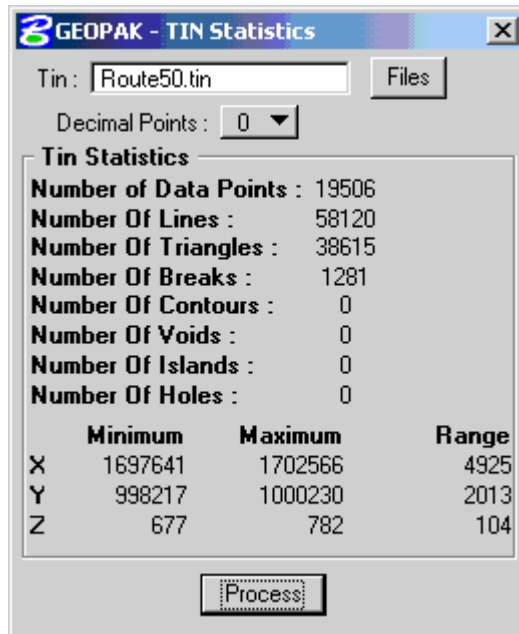 GEOPAK - TIN Statistics
Tin : Route50.tin Files
Decimal Points : 0
Tin Statistics
Number of Data Points : 19506
Number Of Lines : 58120
Number Of Triangles : 38615
Number Of Breaks : 1281
Number Of Contours : 0
Number Of Voids : 0
Number Of Islands : 0
Number Of Holes : 0
Minimum Maximum Range
X 1697641 1702566 4925
Y 998217 1000230 2013
Z 677 782 104
Process